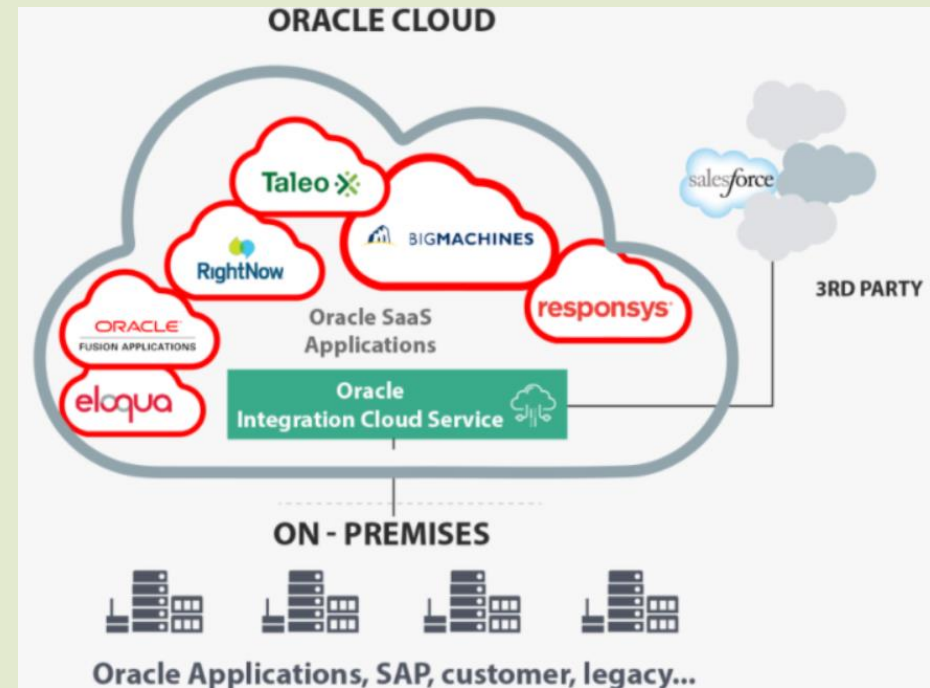 ORACLE CLOUD
Taleo
BIGMACHINES
RightNow
salesforce
responsys
3RD PARTY
ORACLE
FUSION APPLICATIONS
Oracle SaaS
Applications
eloqua
Oracle
Integration Cloud Service
ON - PREMISES
Oracle Applications, SAP, customer, legacy...